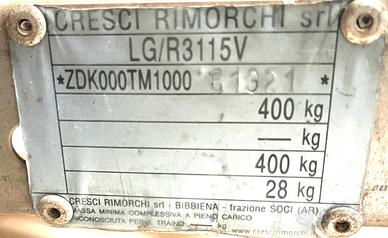 CRESCI RIMORCHI srl
LG/R3115V
*ZDK000TM1000 61321 *
400 kg
— kg
400 kg
28 kg
CRESCI RIMORCHI srl - BIBBIENA - frazione SOCI (AR)
MASSA MINIMA COMPLESSIVA A PIENO CARICO
RICONOSCIUTA PER IL TRAINO kg